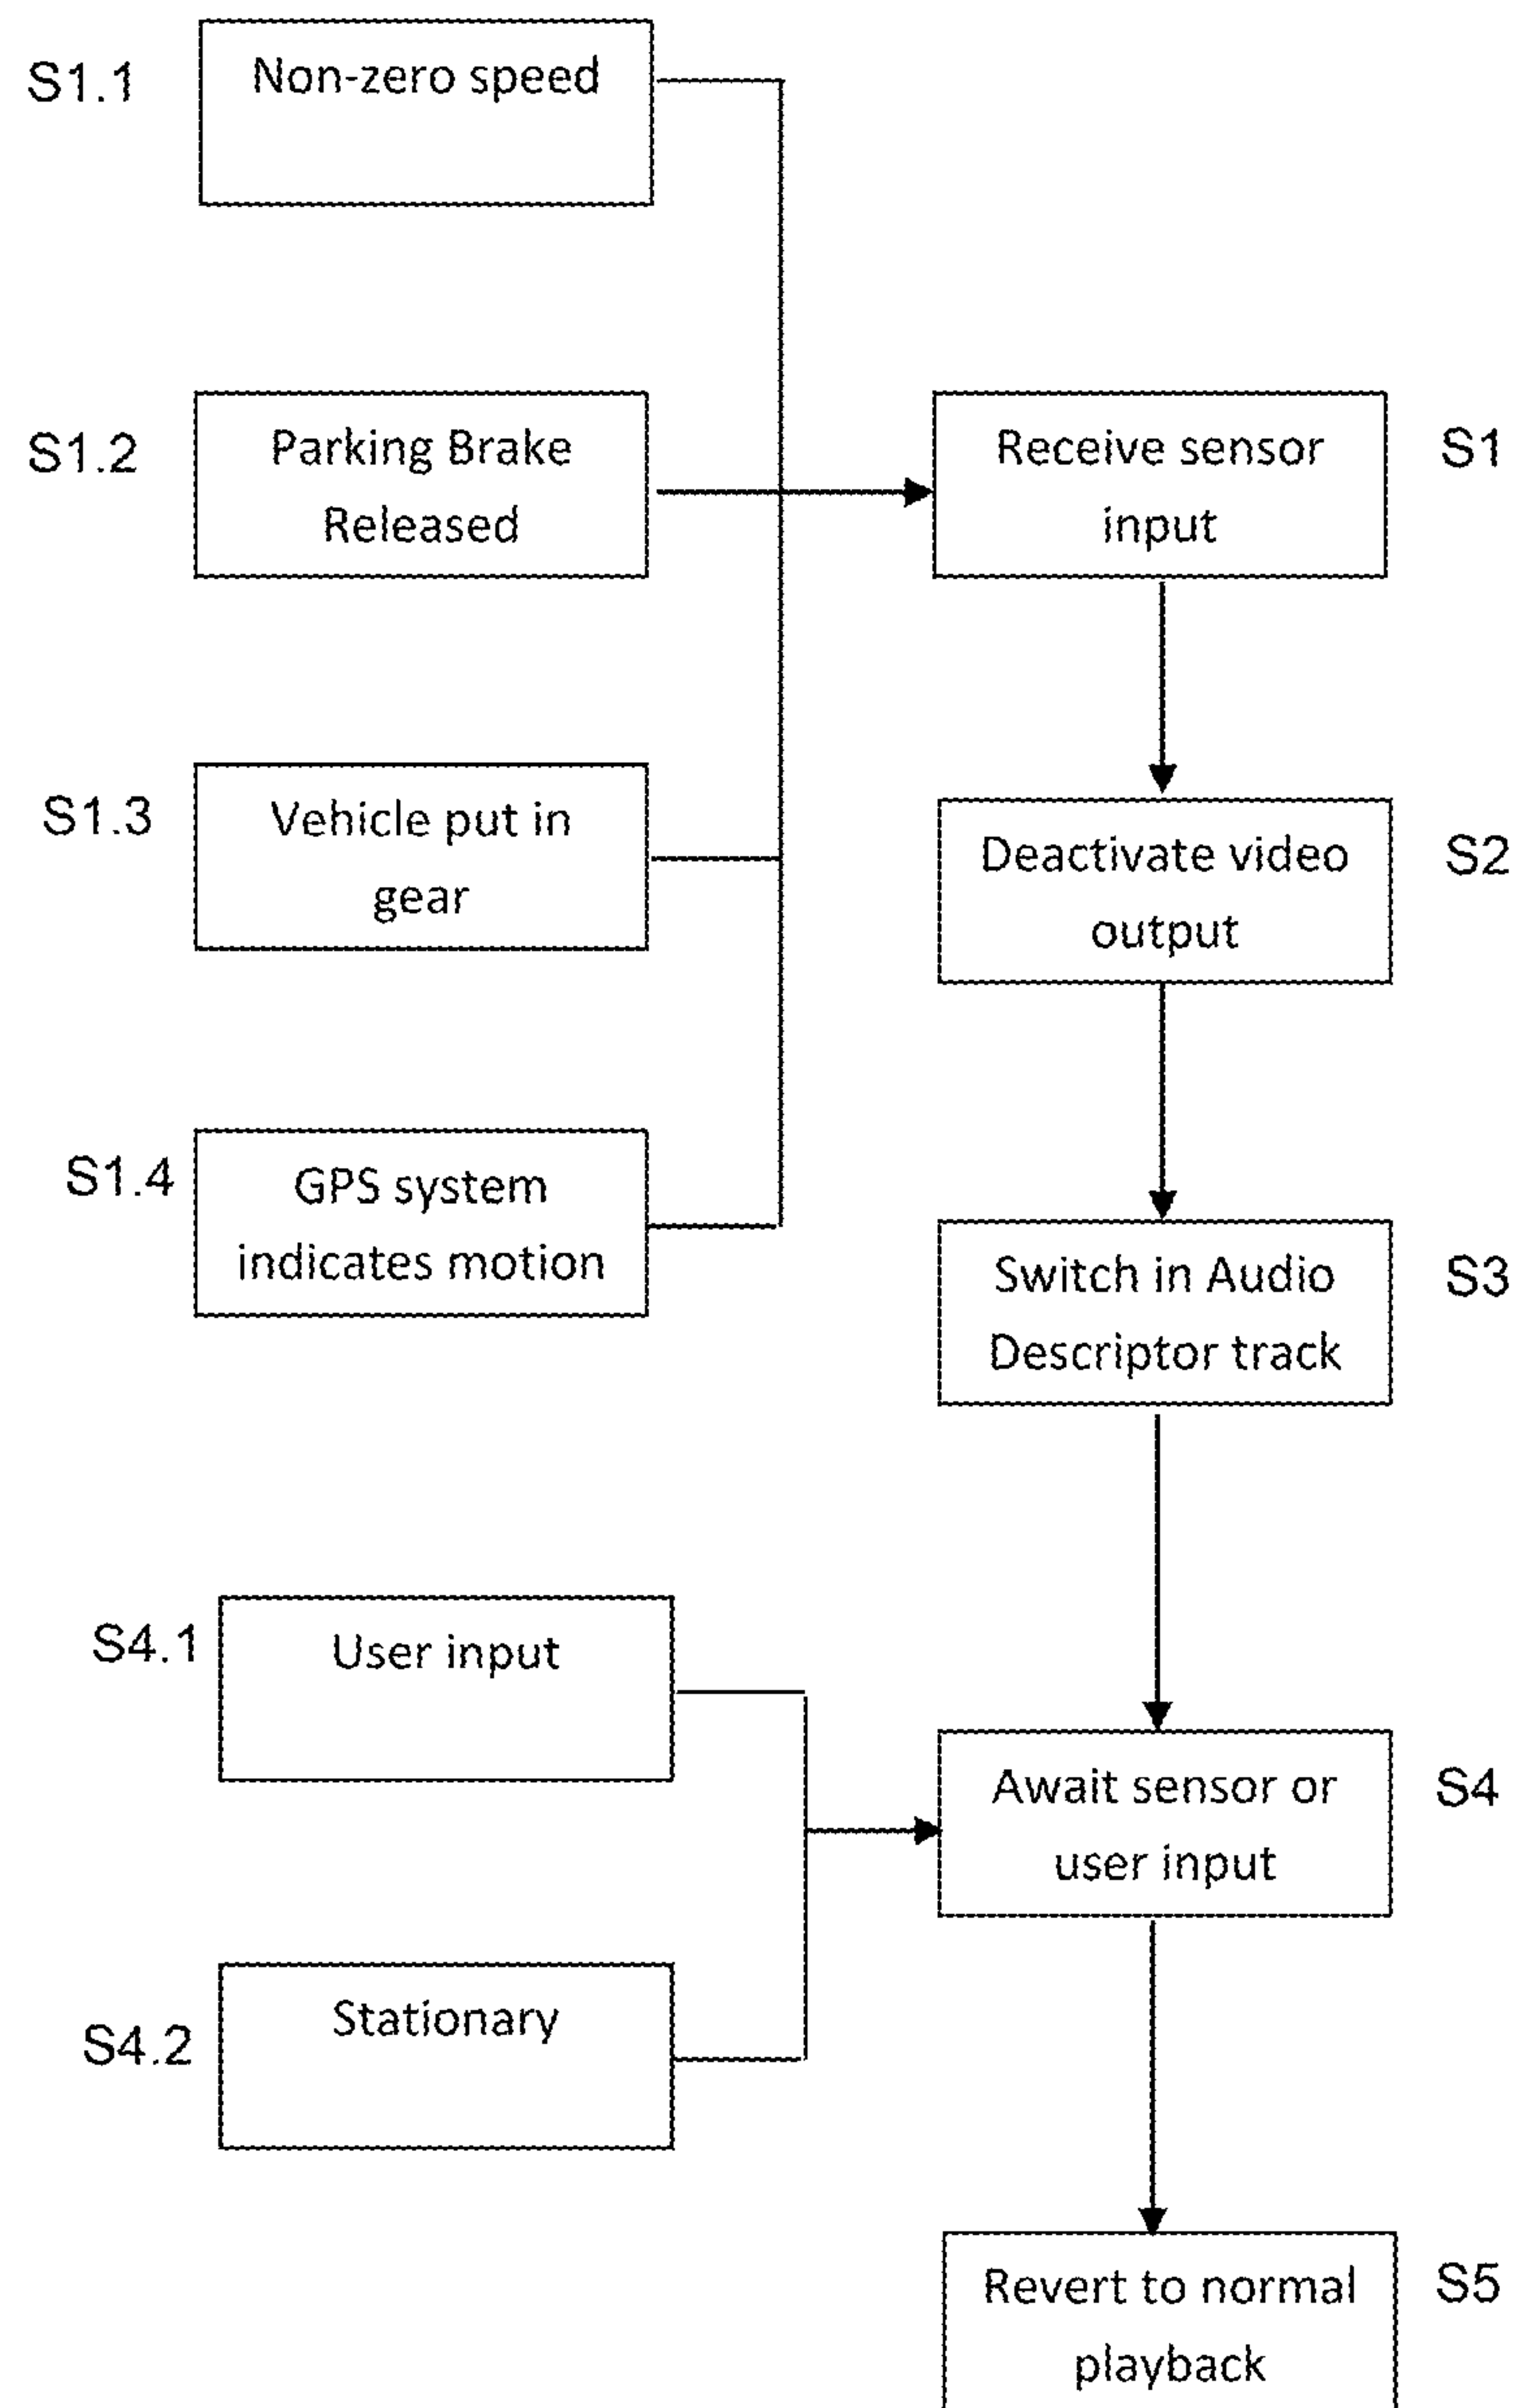 S1.1
Non-zero speed
S1.2
Parking Brake
Released
Receive sensor
input
S1
S1.3
Vehicle put in
gear
Deactivate video
output
S2
S1.4
GPS system
indicates motion
Switch in Audio
Descriptor track
S3
S4.1
User input
Await sensor or
user input
S4
S4.2
Stationary
Revert to normal
playback
S5